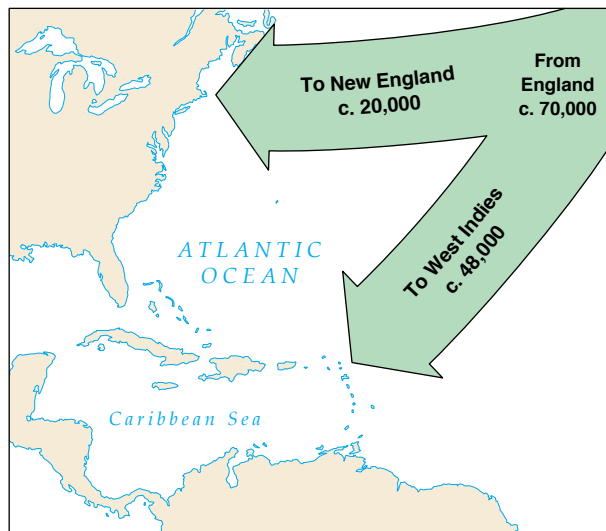 To New England
c. 20,000
From
England
c. 70,000
To West Indies
c. 48,000
ATLANTIC
OCEAN
Caribbean Sea